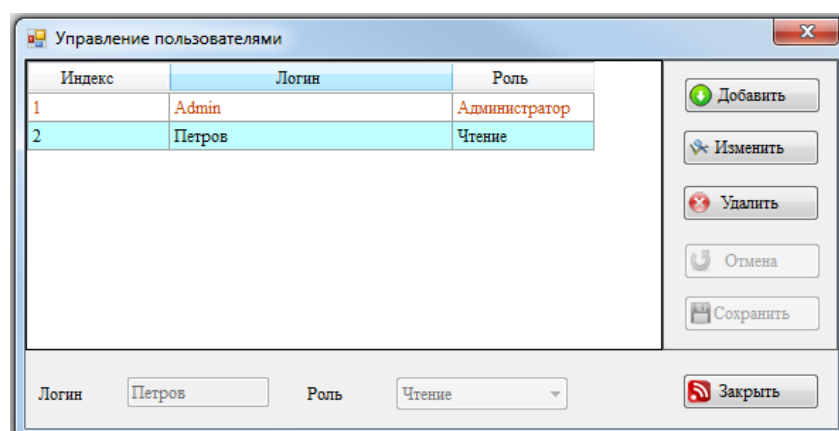 Управление пользователями
Индекс Логин Роль
1 Admin Администратор
2 Петров Чтение
Добавить
Изменить
Удалить
Отмена
Сохранить
Логин Петров Роль Чтение
Закрыть